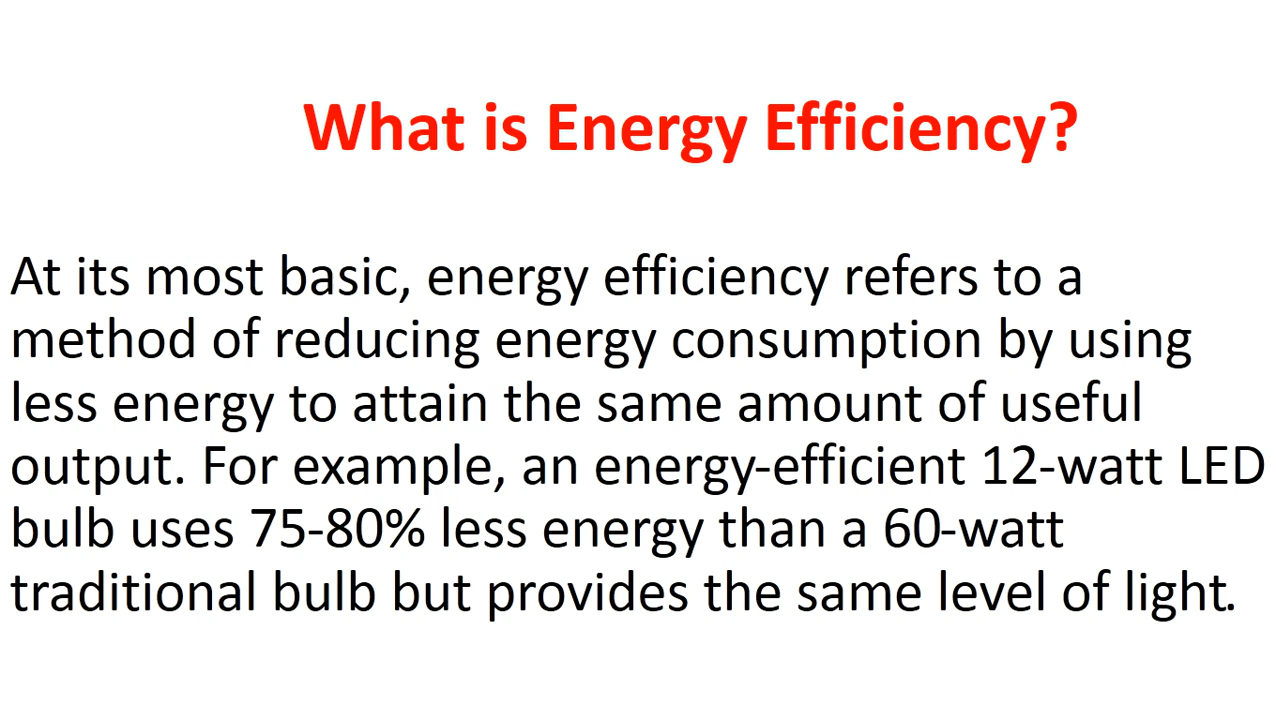 What is Energy Efficiency?
At its most basic, energy efficiency refers to a
method of reducing energy consumption by using
less energy to attain the same amount of useful
output. For example, an energy-efficient 12-watt LED
bulb uses 75-80% less energy than a 60-watt
traditional bulb but provides the same level of light.